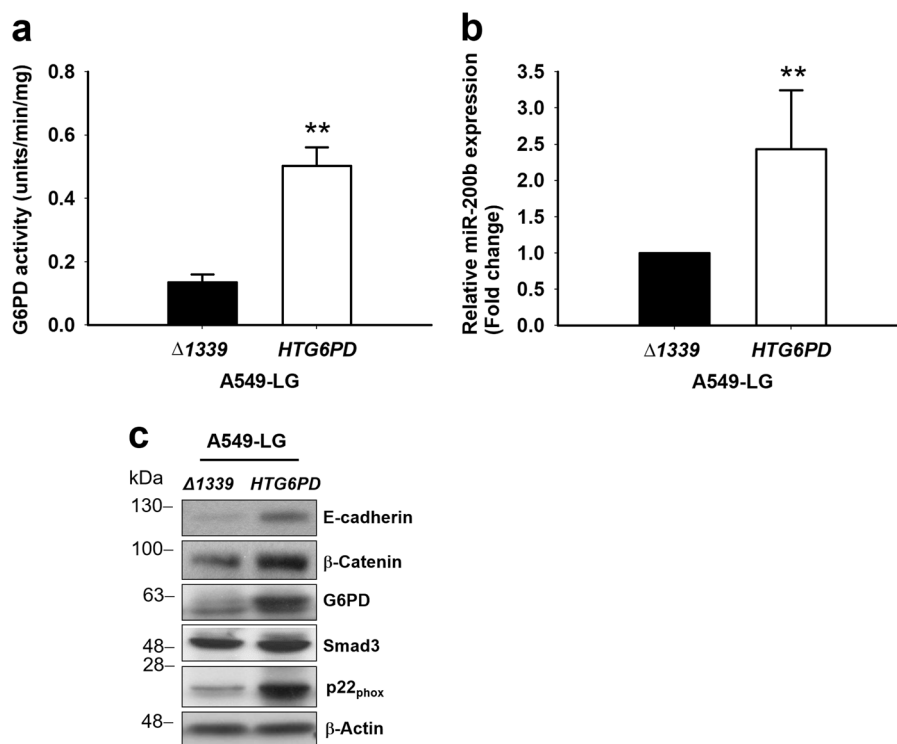 a
G6PD activity (units/min/mg)
0.8
0.6
0.4
0.2
0.0
**
Δ1339 HTG6PD
A549-LG
b
Relative miR-200b expression
(Fold change)
3.5
3.0
2.5
2.0
1.5
1.0
0.5
0.0
**
Δ1339 HTG6PD
A549-LG
c
A549-LG
kDa
Δ1339 HTG6PD
130– E-cadherin
100– β-Catenin
63– G6PD
48– Smad3
28–
p22phox
48– β-Actin